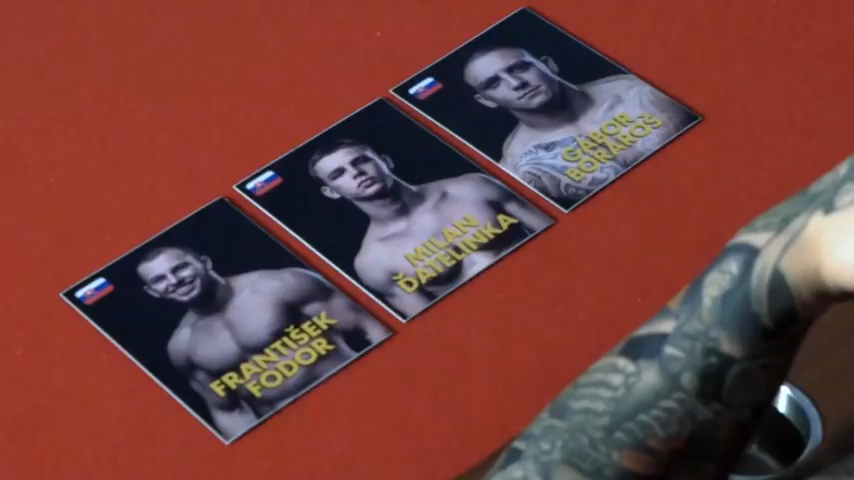 FRANTIŠEK
FODOR
MILAN
ĎATELINKA
GÁBOR
BORÁROŠ